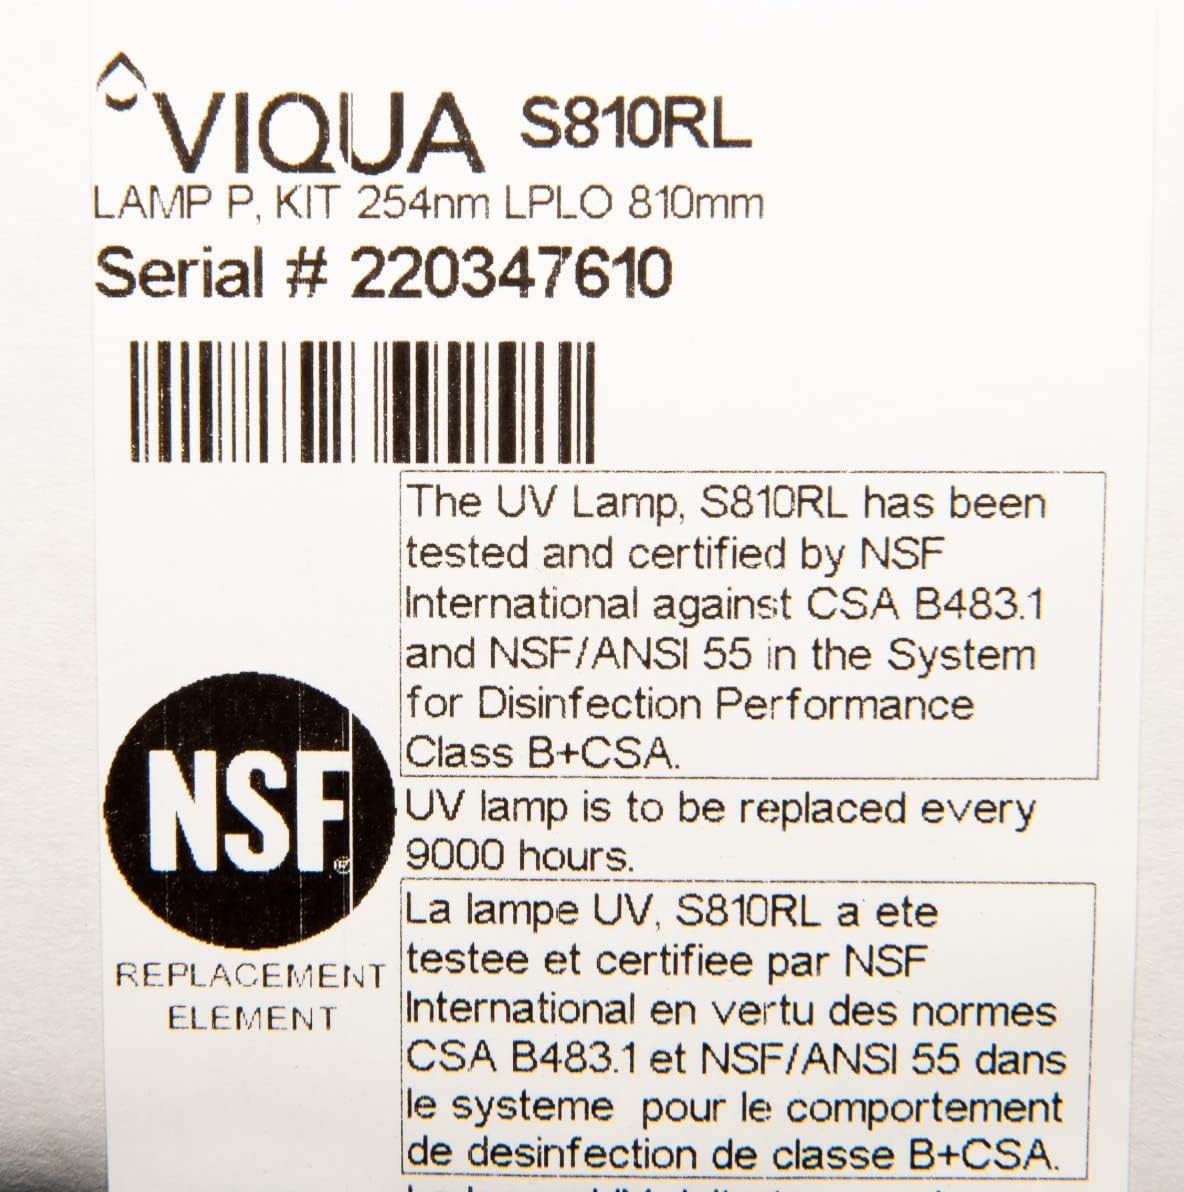 VIQUA S810RL
LAMP P, KIT 254nm LPLO 810mm
Serial # 220347610
The UV Lamp, S810RL has been
tested and certified by NSF
International against CSA B483.1
and NSF/ANSI 55 in the System
for Disinfection Performance
Class B+CSA.
UV lamp is to be replaced every
9000 hours.
NSF®
REPLACEMENT
ELEMENT
La lampe UV, S810RL a ete
testee et certifiee par NSF
International en vertu des normes
CSA B483.1 et NSF/ANSI 55 dans
le systeme pour le comportement
de desinfection de classe B+CSA.